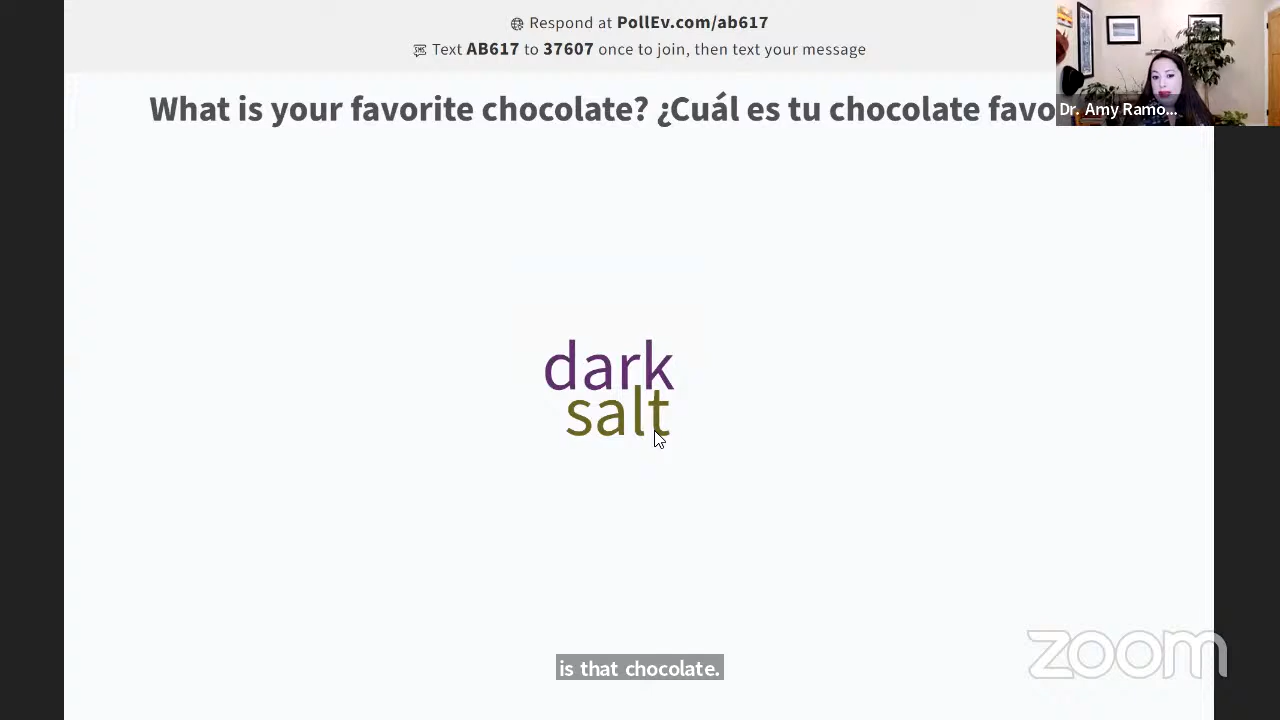 Respond at PollEv.com/ab617
Text AB617 to 37607 once to join, then text your message
What is your favorite chocolate? ¿Cuál es tu chocolate favo
Dr. Amy Ramo...
dark
salt
is that chocolate.
zoom